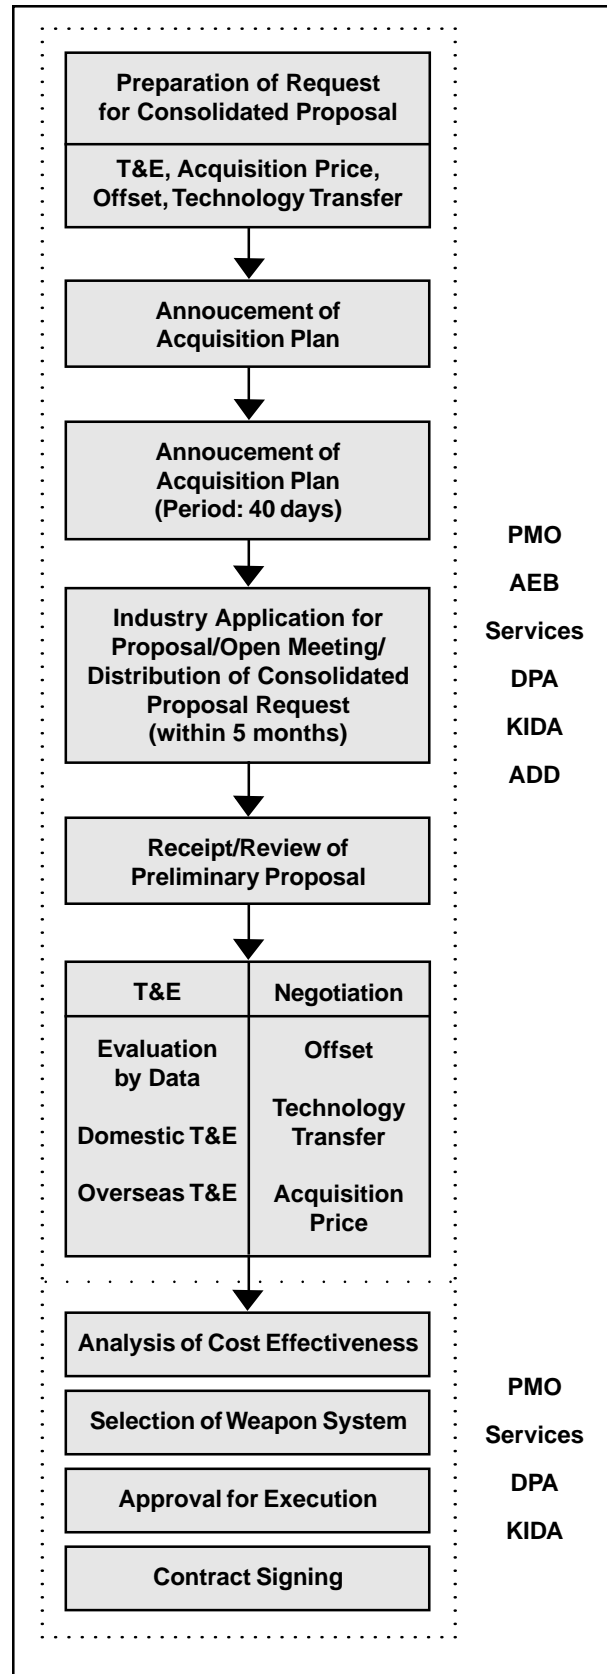 Preparation of Request
for Consolidated Proposal
T&E, Acquisition Price,
Offset, Technology Transfer
Annoucement of
Acquisition Plan
Annoucement of
Acquisition Plan
(Period: 40 days)
Industry Application for
Proposal/Open Meeting/
Distribution of Consolidated
Proposal Request
(within 5 months)
Receipt/Review of
Preliminary Proposal
T&E
Evaluation
by Data
Domestic T&E
Overseas T&E
Negotiation
Offset
Technology
Transfer
Acquisition
Price
PMO
AEB
Services
DPA
KIDA
ADD
Analysis of Cost Effectiveness
Selection of Weapon System
Approval for Execution
Contract Signing
PMO
Services
DPA
KIDA